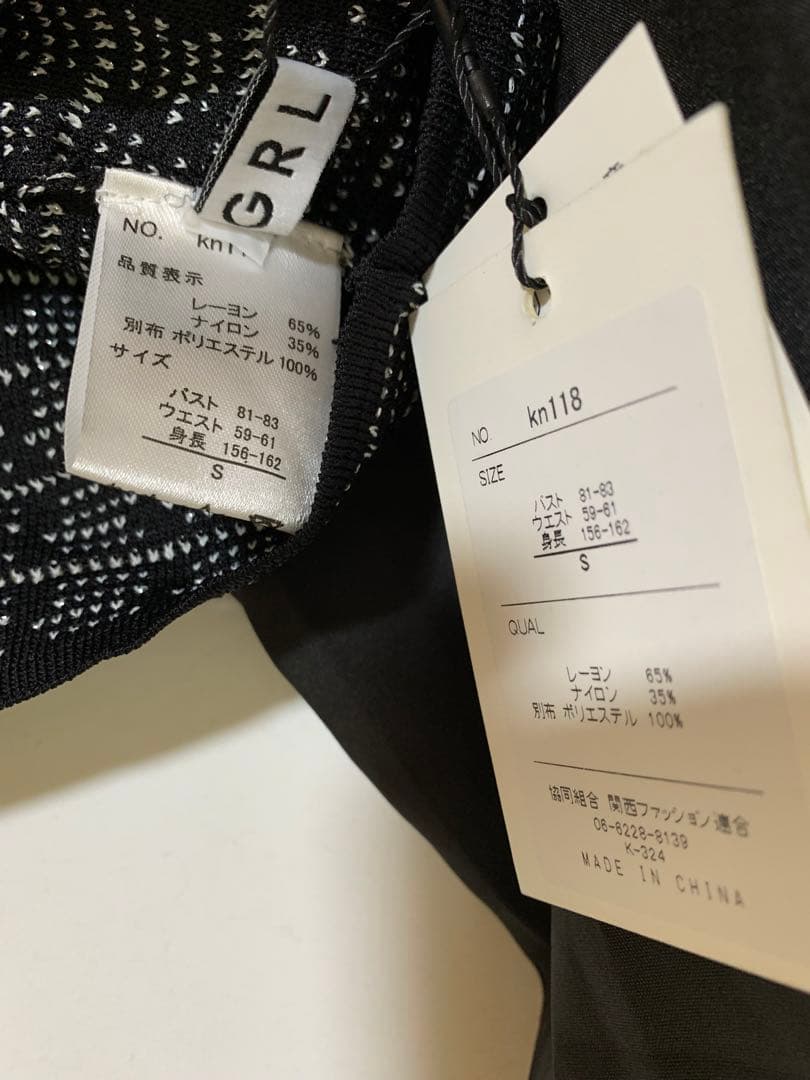 GRL
NO. kn11
品質表示
レーヨン 65%
ナイロン 35%
別布 ポリエステル 100%
サイズ
バスト 81-83
ウエスト 59-61
身長 156-162
S
NO. kn118
SIZE
バスト 81-83
ウエスト 59-61
身長 156-162
S
QUAL
レーヨン 65%
ナイロン 35%
別布 ポリエステル 100%
協同組合 関西ファッション連合
06-6228-8139
K-324
MADE IN CHINA